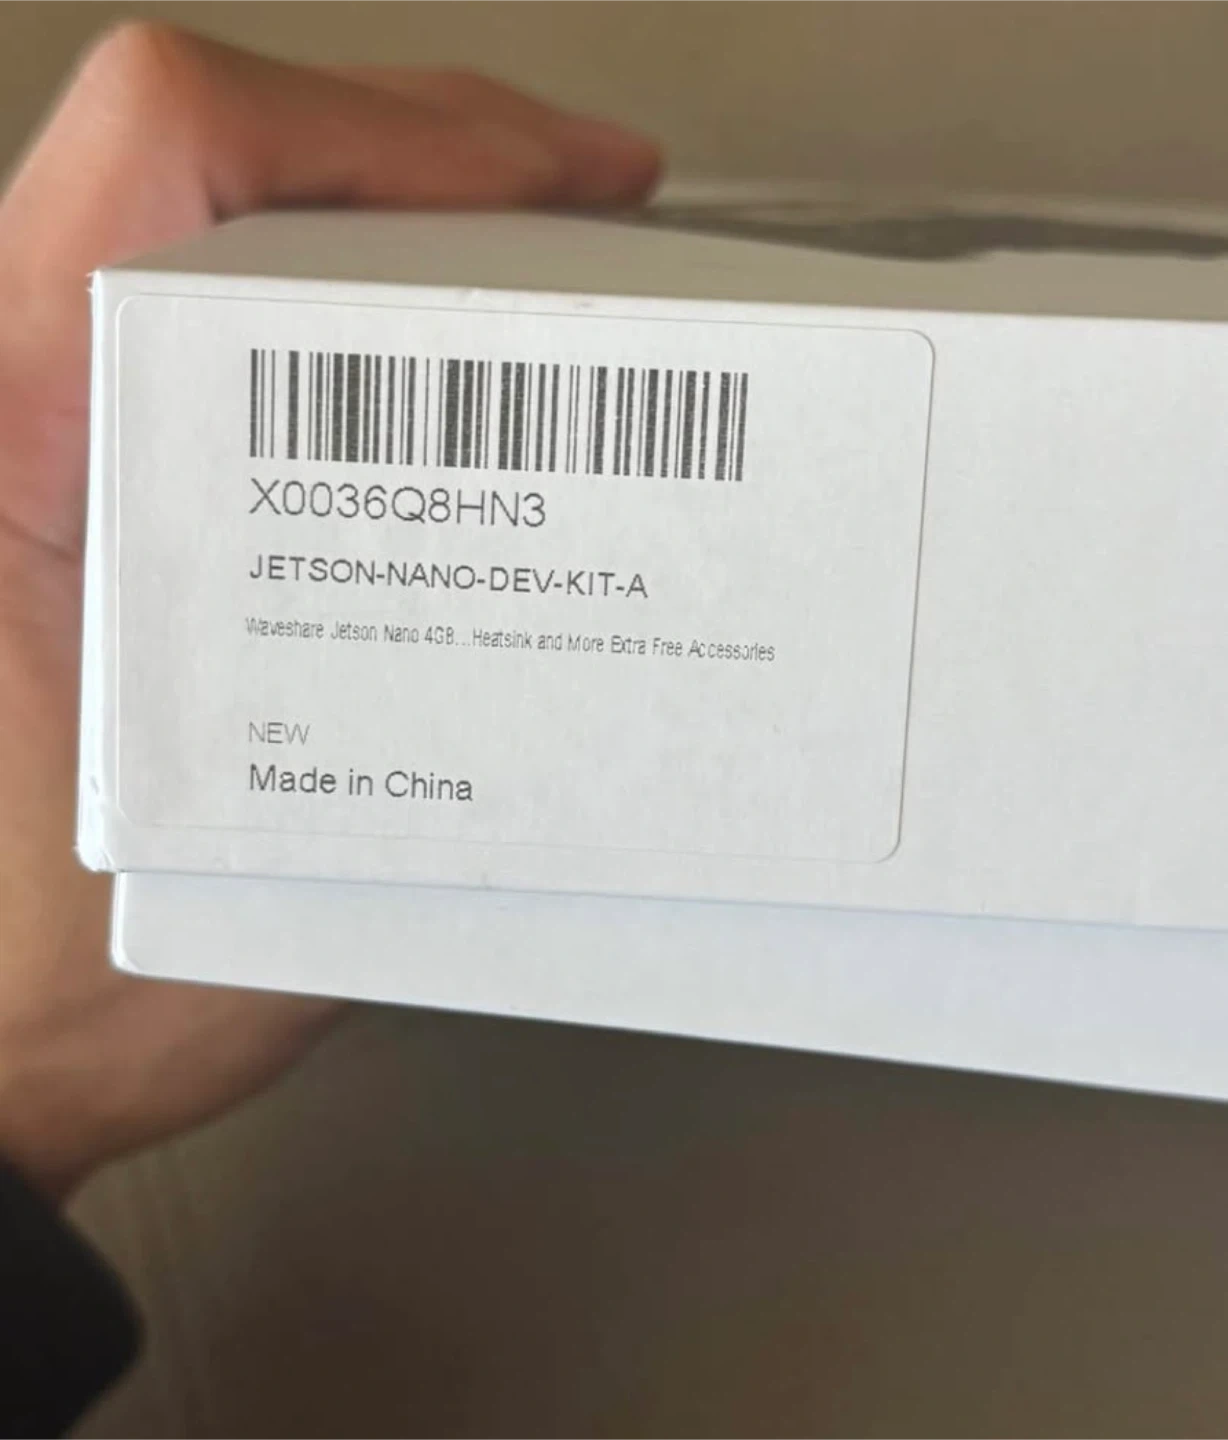 X0036Q8HN3
JETSON-NANO-DEV-KIT-A
Waveshare Jetson Nano 4GB...Heatsink and More Extra Free Accessories
NEW
Made in China